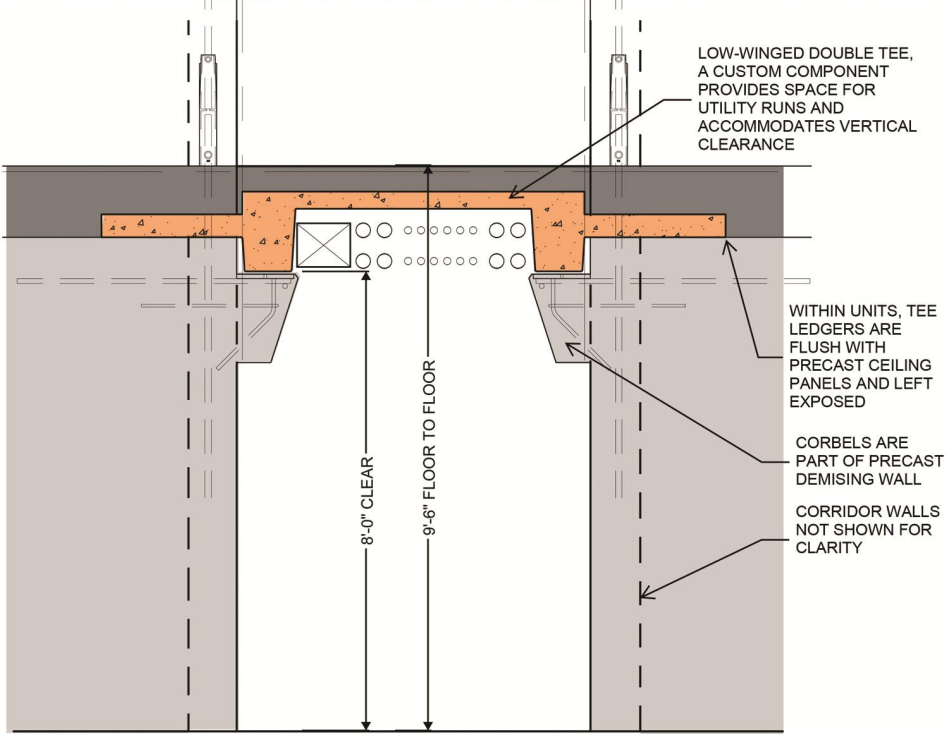 LOW-WINGED DOUBLE TEE,
A CUSTOM COMPONENT
PROVIDES SPACE FOR
UTILITY RUNS AND
ACCOMMODATES VERTICAL
CLEARANCE
WITHIN UNITS, TEE
LEDGERS ARE
FLUSH WITH
PRECAST CEILING
PANELS AND LEFT
EXPOSED
8'-0" CLEAR
9'-6" FLOOR TO FLOOR
CORBELS ARE
PART OF PRECAST
DEMISING WALL
CORRIDOR WALLS
NOT SHOWN FOR
CLARITY